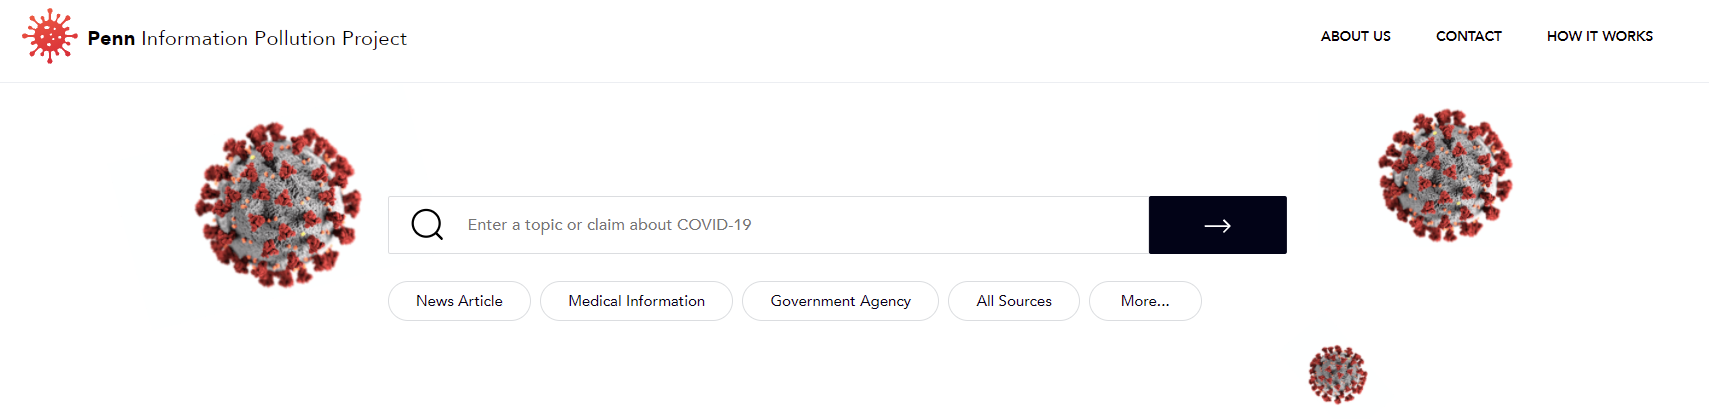 Penn Information Pollution Project
ABOUT US
CONTACT
HOW IT WORKS
Enter a topic or claim about COVID-19
News Article
Medical Information
Government Agency
All Sources
More...